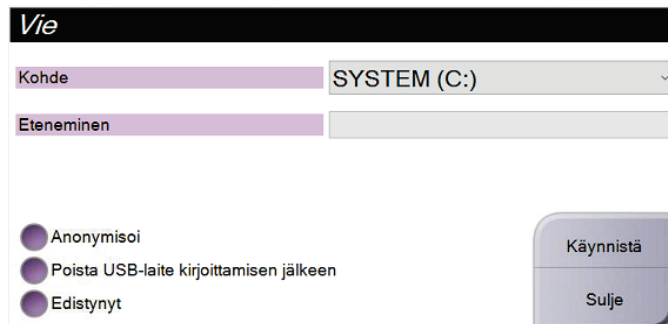 Vie
Kohde
SYSTEM (C:)
Eteneminen
Anonymisoi
Poista USB-laite kirjoittamisen jälkeen
Edistynyt
Käynnistä
Sulje